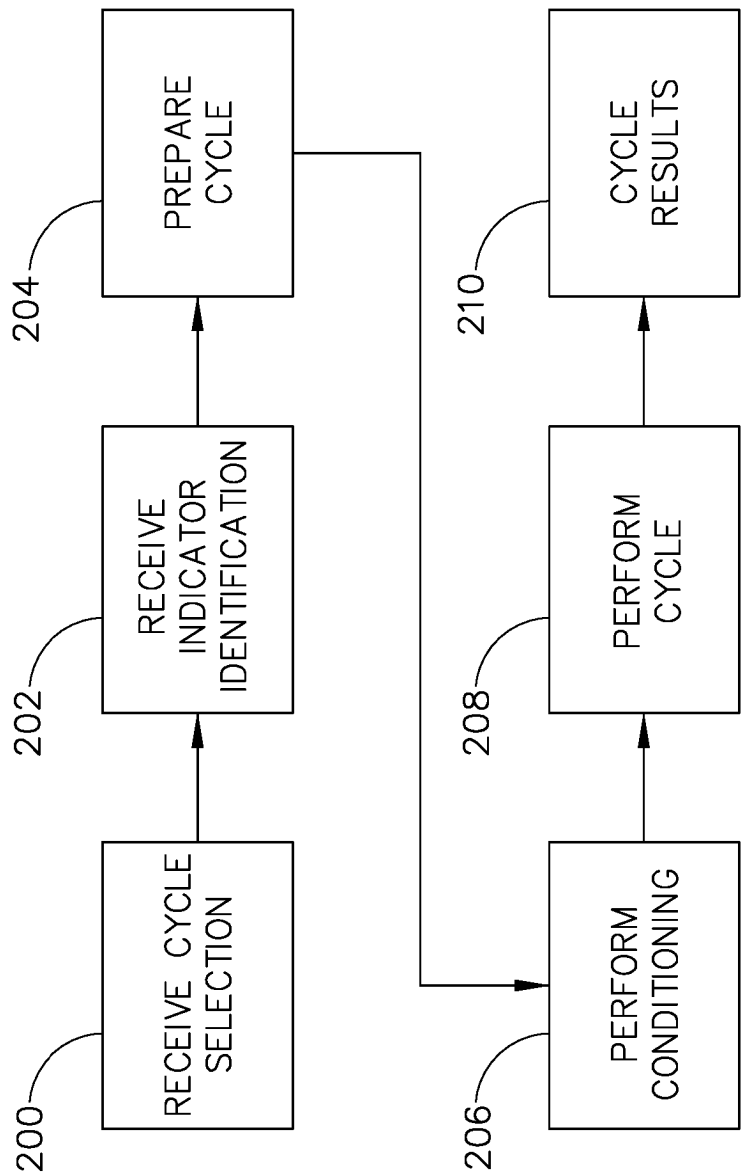 200
RECEIVE CYCLE
SELECTION
202
RECEIVE
INDICATOR
IDENTIFICATION
204
PREPARE
CYCLE
206
PERFORM
CONDITIONING
208
PERFORM
CYCLE
210
CYCLE
RESULTS